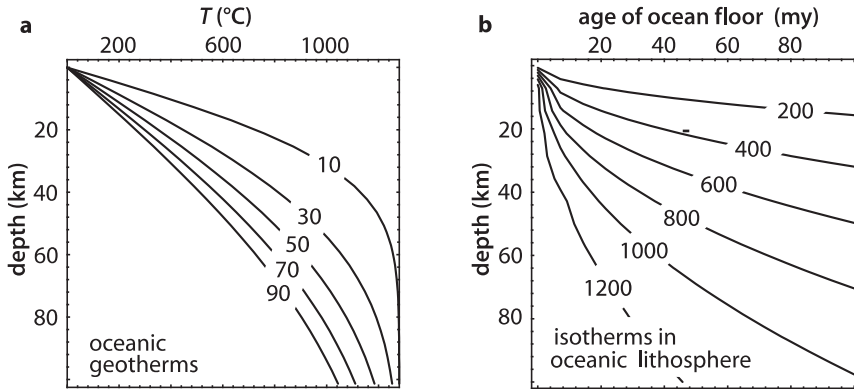 a
T (°C)
200 600 1000
depth (km)
20
40
60
80
10
30
50
70
90
oceanic
geotherms
b
age of ocean floor (my)
20 40 60 80
depth (km)
20
40
60
80
200
400
600
800
1000
1200
isotherms in
oceanic lithosphere